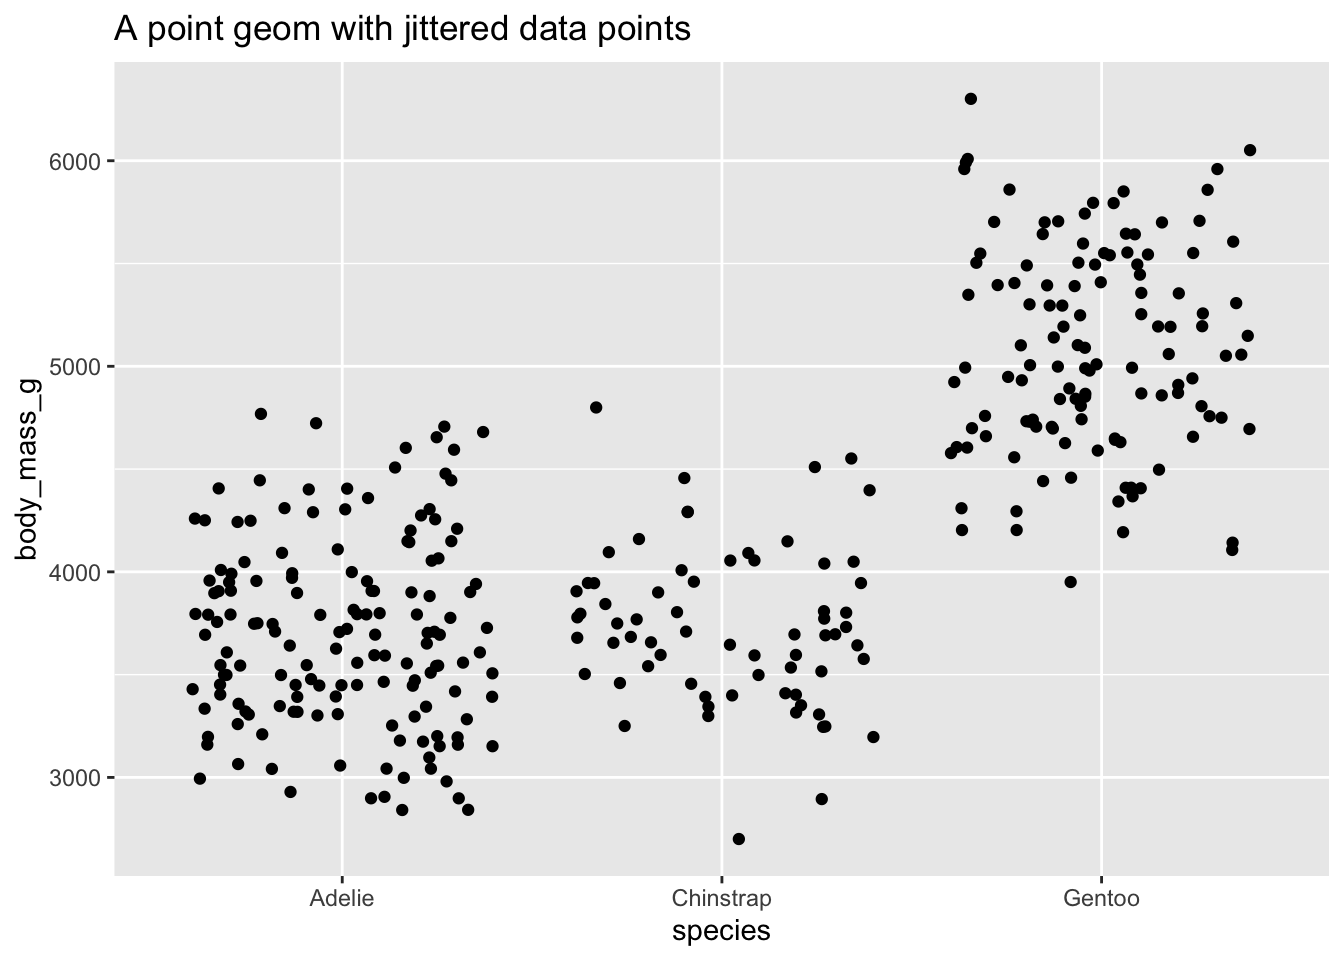 A point geom with jittered data points
body_mass_g
6000
5000
4000
3000
Adelie Chinstrap Gentoo
species